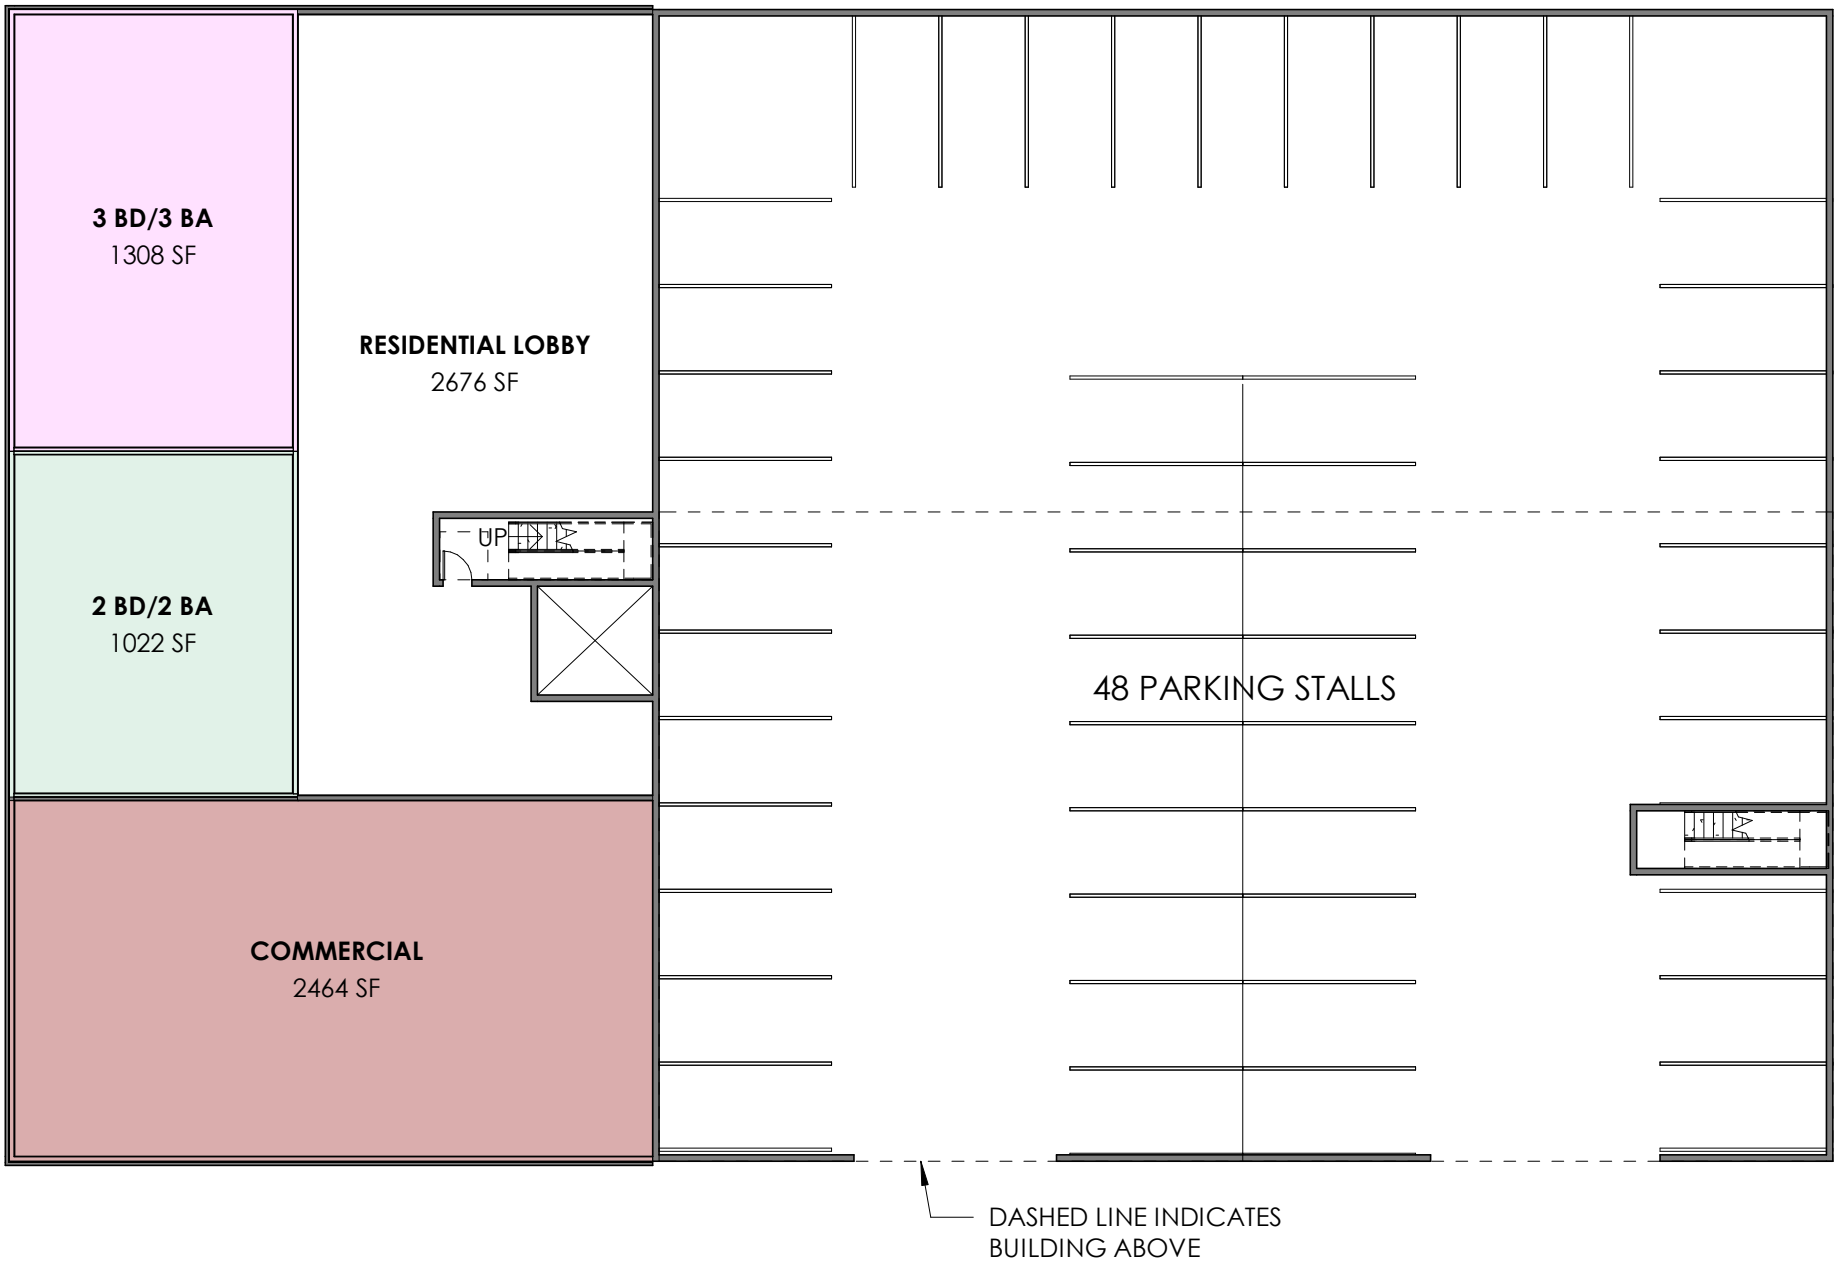 3 BD/3 BA
1308 SF
RESIDENTIAL LOBBY
2676 SF
UP
2 BD/2 BA
1022 SF
48 PARKING STALLS
COMMERCIAL
2464 SF
DASHED LINE INDICATES
BUILDING ABOVE